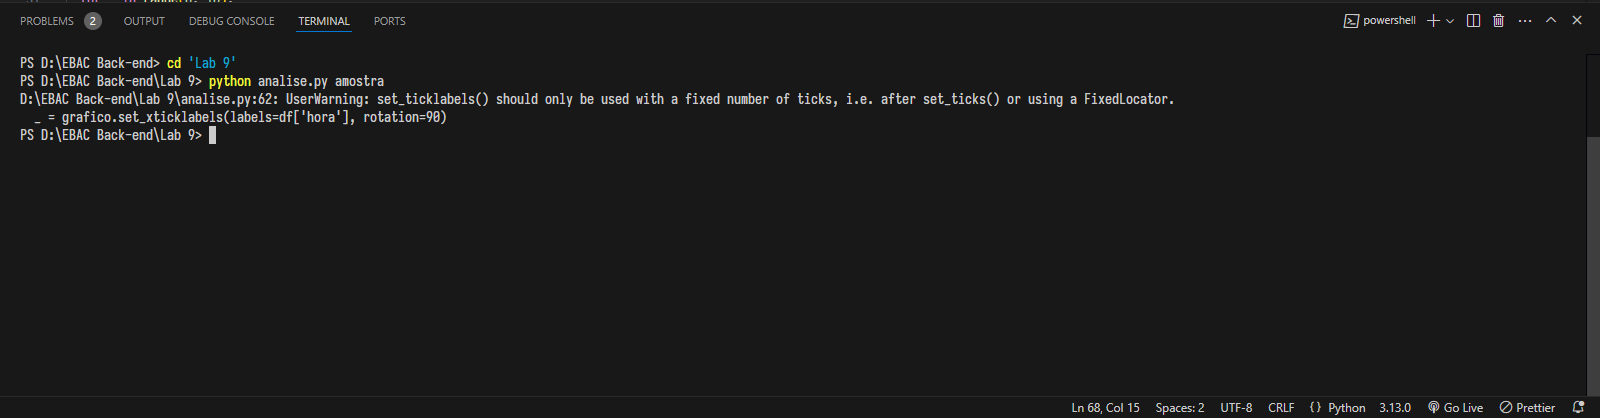 PROBLEMS 2 OUTPUT DEBUG CONSOLE TERMINAL PORTS powershell
PS D:\EBAC Back-end> cd 'Lab 9'
PS D:\EBAC Back-end\Lab 9> python analise.py amostra
D:\EBAC Back-end\Lab 9\analise.py:62: UserWarning: set_ticklabels() should only be used with a fixed number of ticks, i.e. after set_ticks() or using a FixedLocator.
_ = grafico.set_xticklabels(labels=df['hora'], rotation=90)
PS D:\EBAC Back-end\Lab 9>
Ln 68, Col 15 Spaces: 2 UTF-8 CRLF {} Python 3.13.0 Go Live Prettier